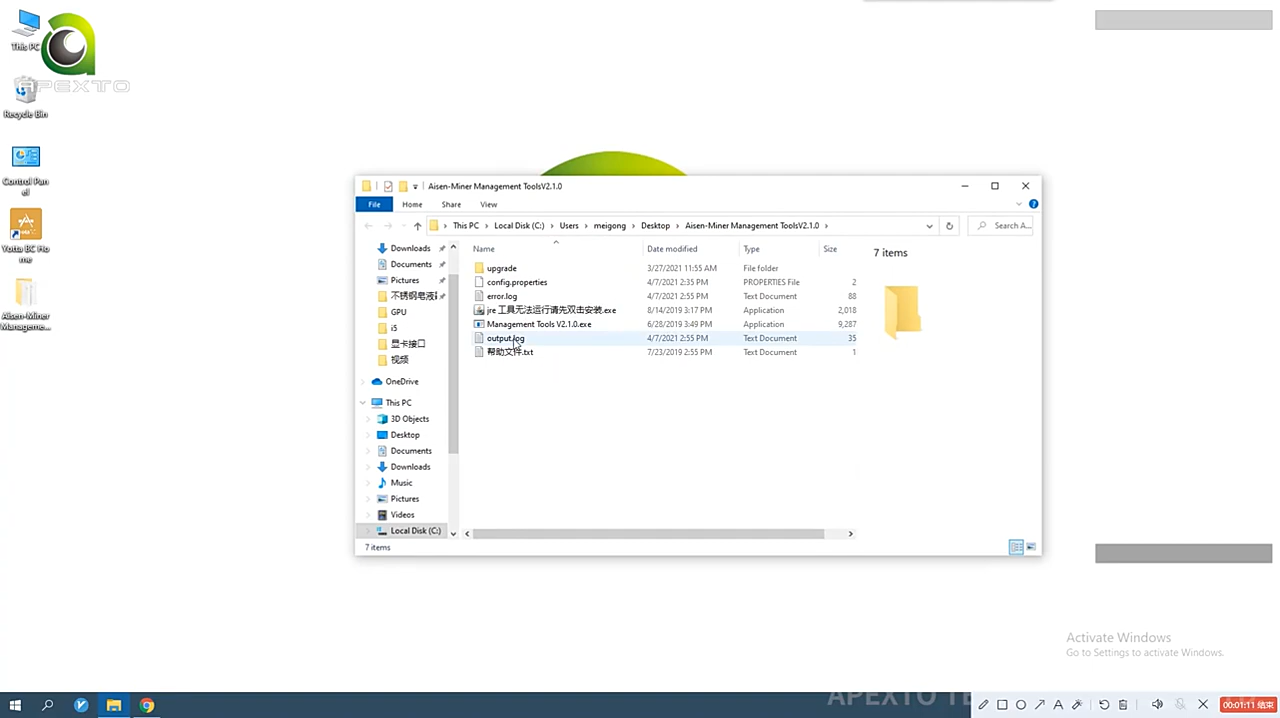 This PC
APEXTO
Recycle Bin
Control Pan
el
Yotta BC Ho
me
Aisen-Miner
Manageme...
Aisen-Miner Management ToolsV2.1.0
File
Home
Share
View
This PC
Local Disk (C:)
Users
meigong
Desktop
Aisen-Miner Management ToolsV2.1.0
Search A...
Downloads
Documents
Pictures
GPU
i5
显卡接口
视频
OneDrive
This PC
3D Objects
Desktop
Documents
Downloads
Music
Pictures
Videos
Local Disk (C:)
Name Date modified Type Size
upgrade 3/27/2021 11:55 AM File folder
config.properties 4/7/2021 2:35 PM PROPERTIES File 2
error.log 4/7/2021 2:55 PM Text Document 88
jre 工具无法运行请先双击安装.exe 8/14/2019 3:17 PM Application 2,018
Management Tools V2.1.0.exe 6/28/2019 3:49 PM Application 9,287
output.log 4/7/2021 2:55 PM Text Document 35
帮助文件.txt 7/23/2019 2:55 PM Text Document 1
7 items
7 items
Activate Windows
Go to Settings to activate Windows.
APEXTO
00:01:11 结束